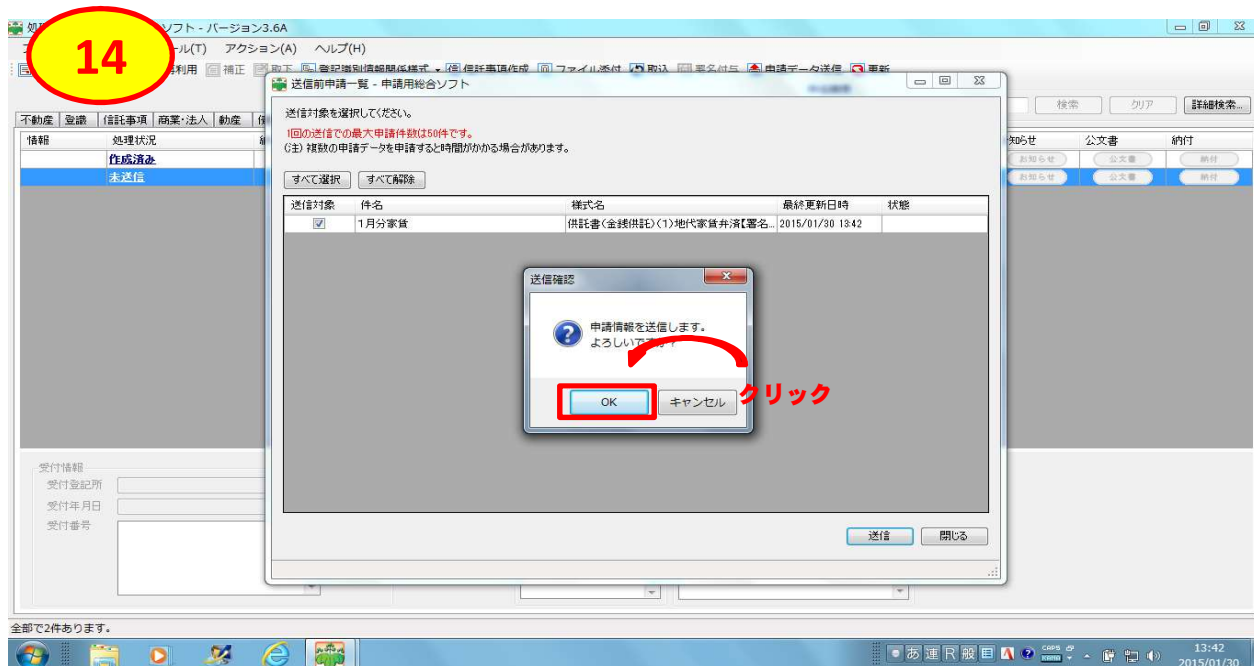 14
ソフト - バージョン3.6A
ール(T) アクション(A) ヘルプ(H)
利用 補正 取下 登記識別情報関係様式 信託事項作成 ファイル添付 取込 署名付与 申請データ送信 更新
検索 クリア 詳細検索...
不動産 登識 信託事項 商業・法人 動産
情報 処理状況 知らせ 公文書 納付
作成済み お知らせ 公文書 納付
未送信 お知らせ 公文書 納付
送信前申請一覧 - 申請用総合ソフト
送信対象を選択してください。
1回の送信での最大申請件数は50件です。
(注) 複数の申請データを申請すると時間がかかる場合があります。
すべて選択 すべて解除
送信対象 件名 様式名 最終更新日時 状態
1月分家賃 供託書(金銭供託)(1)地代家賃弁済【署名... 2015/01/30 13:42
送信確認
申請情報を送信します。
よろしいですか?
OK キャンセル
クリック
送信 閉じる
受付情報
受付登記所
受付年月日
受付番号
全部で2件あります。
あ 連 R 般 CAPS KANA
13:42
2015/01/30